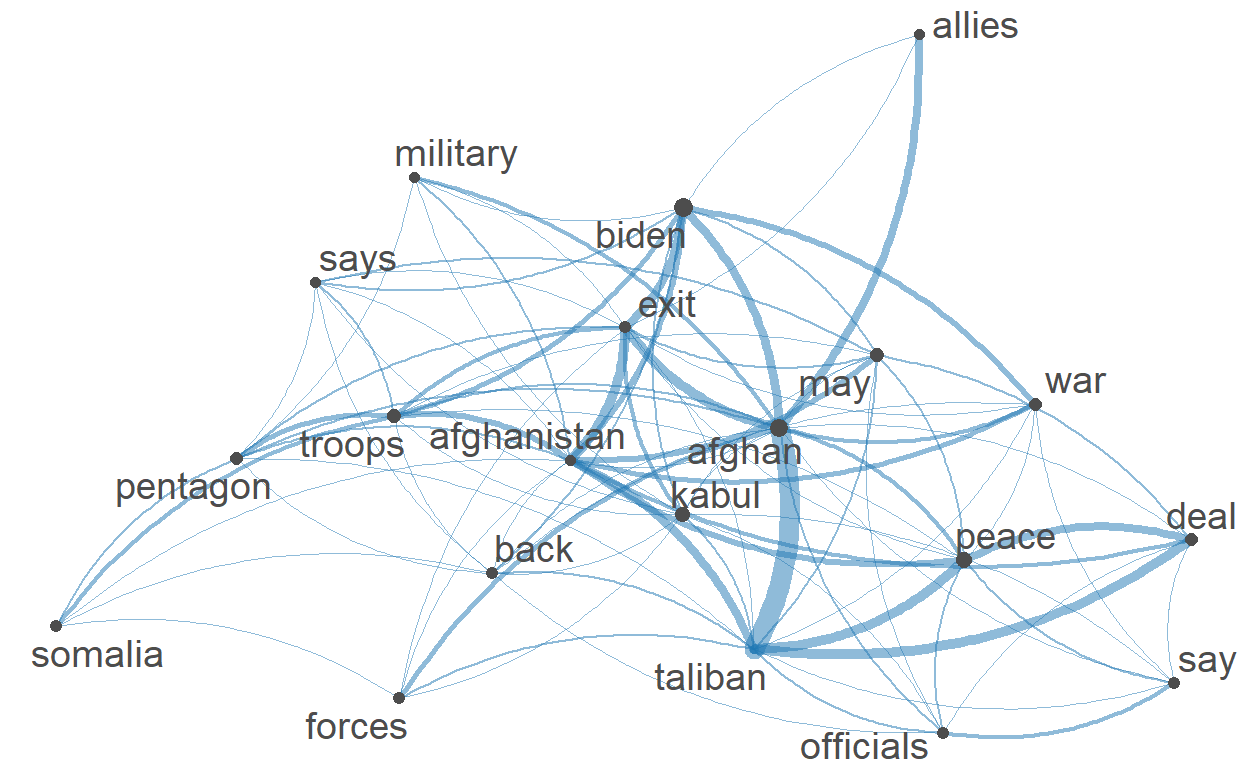 allies
military
biden
says
exit
may
war
troops
afghanistan
afghan
pentagon
kabul
deal
back
peace
somalia
taliban
say
forces
officials